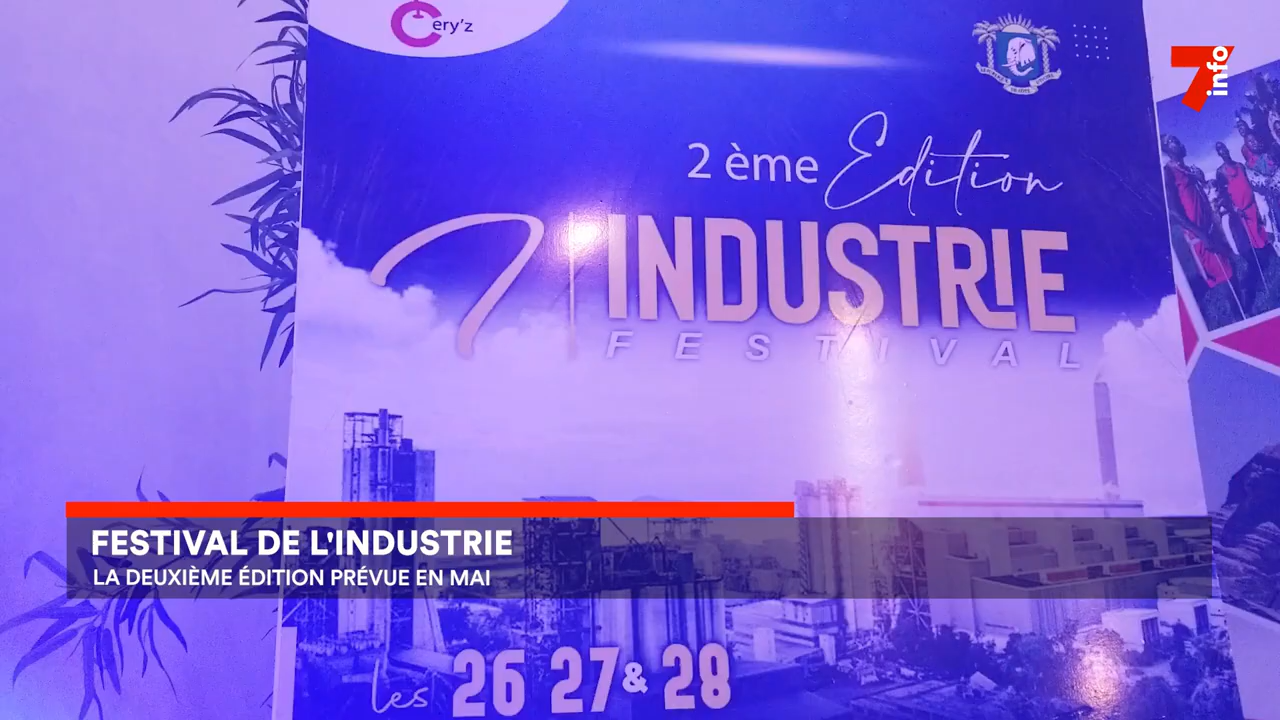 ery'z
7info
2 ème Edition
INDUSTRIE
FESTIVAL
FESTIVAL DE L'INDUSTRIE
LA DEUXIÈME ÉDITION PRÉVUE EN MAI
les 26 27 & 28